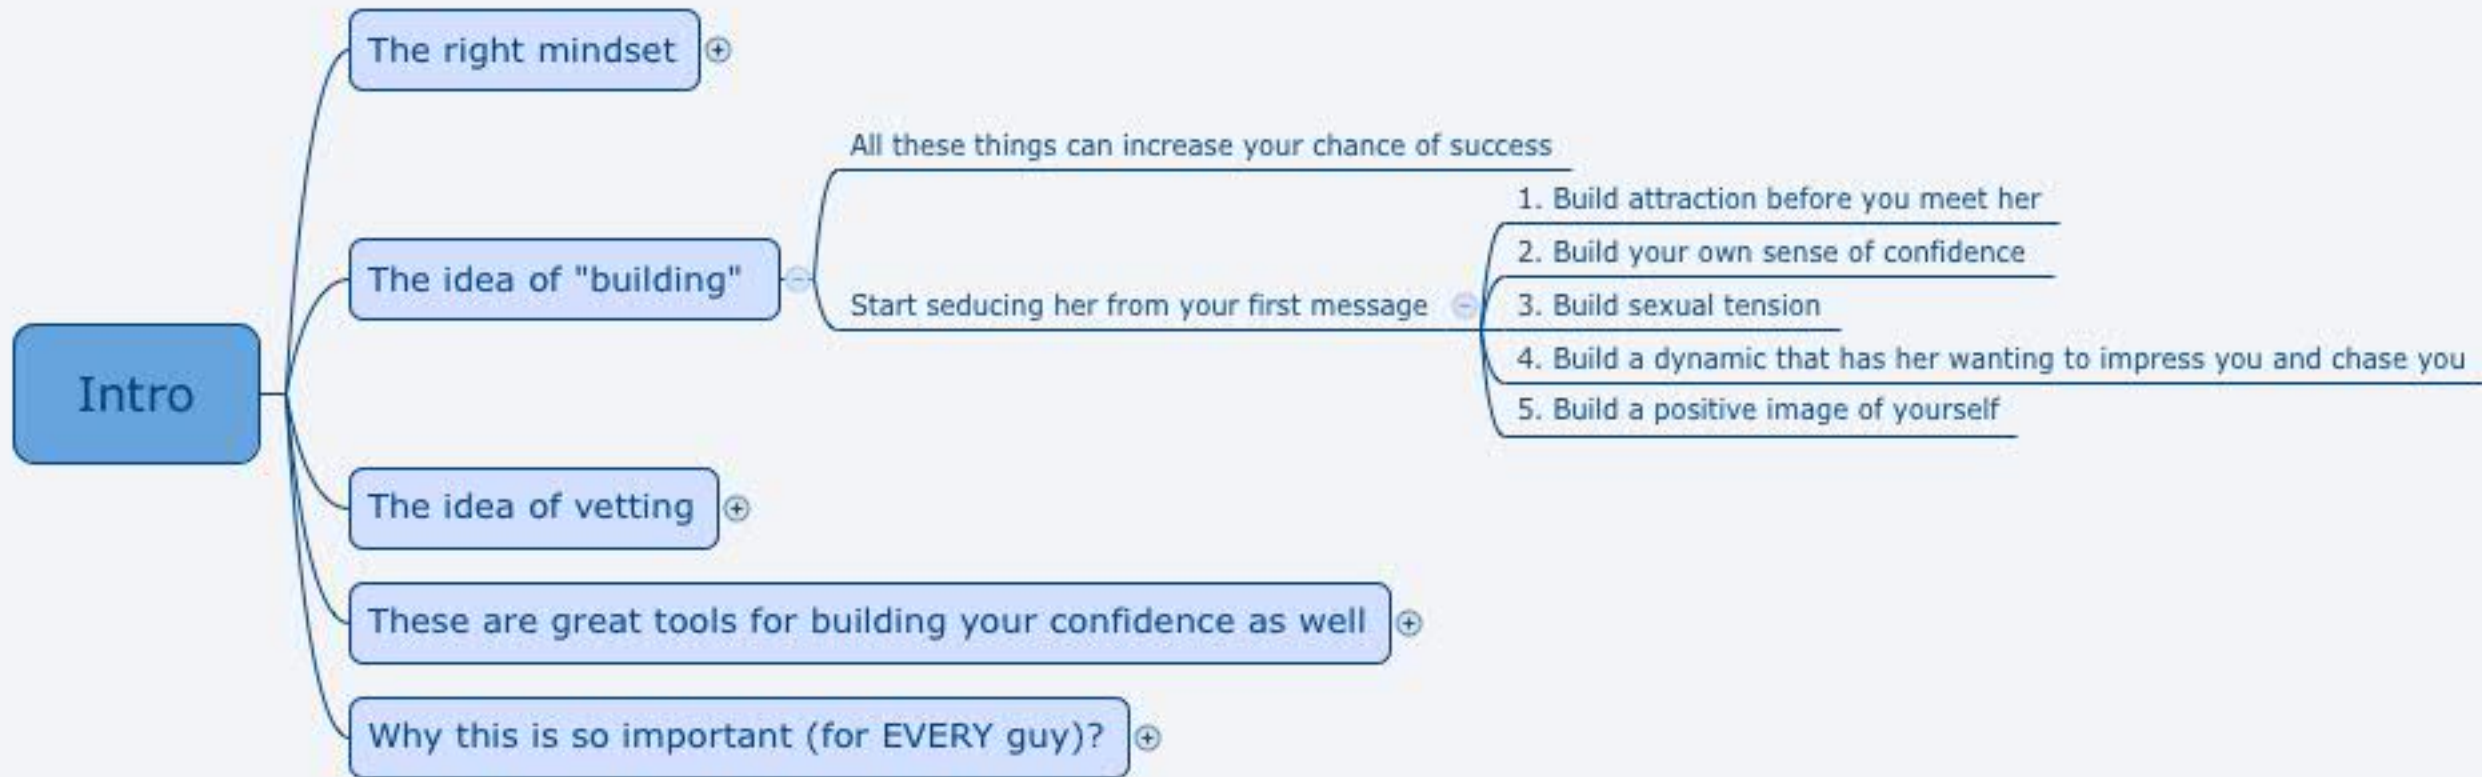 The right mindset
All these things can increase your chance of success
1. Build attraction before you meet her
2. Build your own sense of confidence
The idea of "building"
Start seducing her from your first message
3. Build sexual tension
4. Build a dynamic that has her wanting to impress you and chase you
5. Build a positive image of yourself
Intro
The idea of vetting
These are great tools for building your confidence as well
Why this is so important (for EVERY guy)?